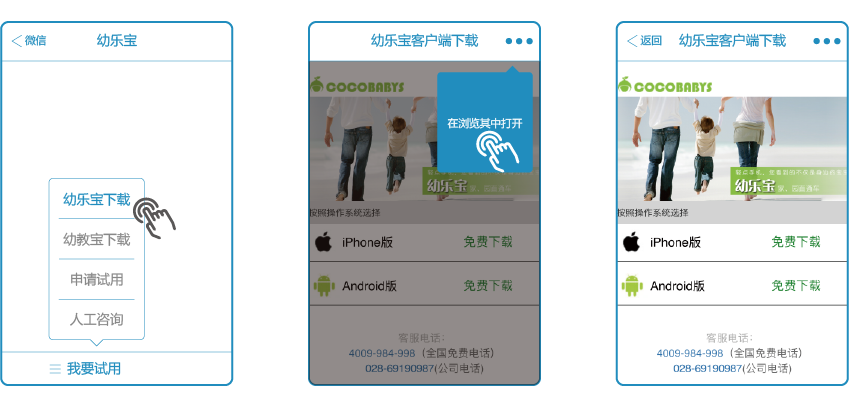 微信
幼乐宝
幼乐宝下载
幼教宝下载
申请试用
人工咨询
我要试用
幼乐宝客户端下载
COCOBABYS
在浏览其中打开
幼乐宝
按照操作系统选择
iPhone版
免费下载
Android版
免费下载
客服电话:
4009-984-998（全国免费电话）
028-69190987(公司电话)
返回
幼乐宝客户端下载
COCOBABYS
幼乐宝
按照操作系统选择
iPhone版
免费下载
Android版
免费下载
客服电话:
4009-984-998（全国免费电话）
028-69190987(公司电话)